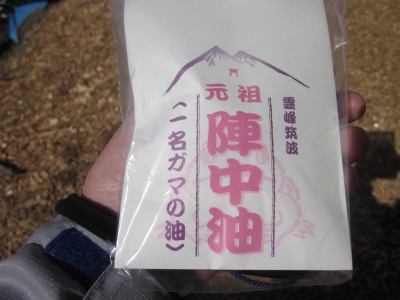 元祖
霊峰筑波
陣中油
(一名ガマの油)